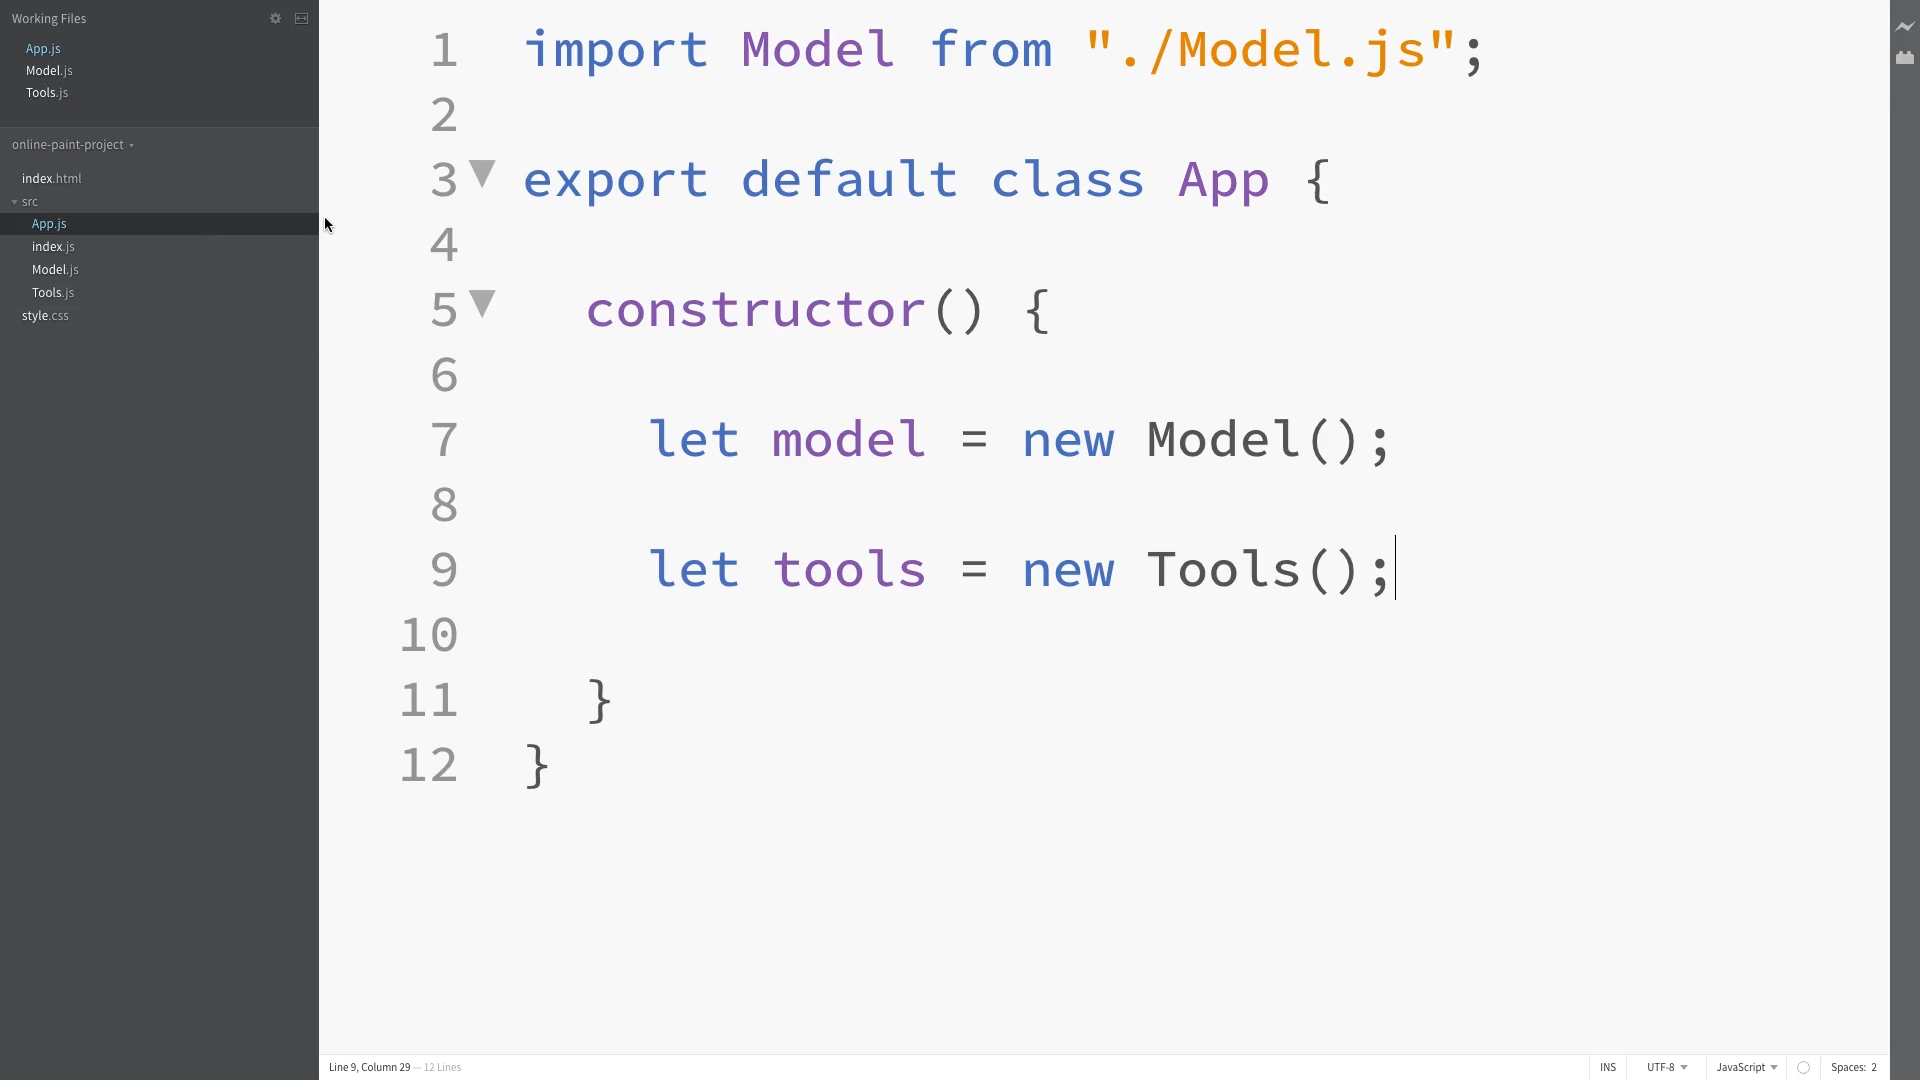 Working Files
App.js
Model.js
Tools.js
online-paint-project
index.html
src
App.js
index.js
Model.js
Tools.js
style.css
1 import Model from "./Model.js";
2
3 export default class App {
4
5 constructor() {
6
7 let model = new Model();
8
9 let tools = new Tools();
10
11 }
12 }
Line 9, Column 29 — 12 Lines
INS
UTF-8
JavaScript
Spaces: 2